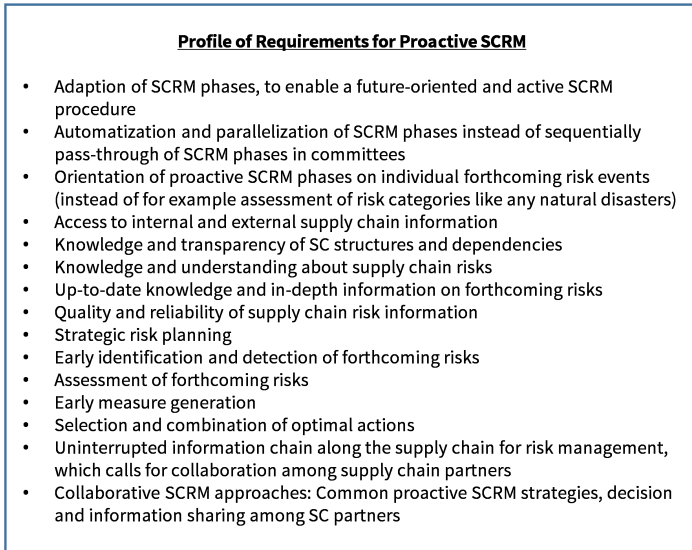 Profile of Requirements for Proactive SCRM
• Adaption of SCRM phases, to enable a future-oriented and active SCRM
procedure
• Automatization and parallelization of SCRM phases instead of sequentially
pass-through of SCRM phases in committees
• Orientation of proactive SCRM phases on individual forthcoming risk events
(instead of for example assessment of risk categories like any natural disasters)
• Access to internal and external supply chain information
• Knowledge and transparency of SC structures and dependencies
• Knowledge and understanding about supply chain risks
• Up-to-date knowledge and in-depth information on forthcoming risks
• Quality and reliability of supply chain risk information
• Strategic risk planning
• Early identification and detection of forthcoming risks
• Assessment of forthcoming risks
• Early measure generation
• Selection and combination of optimal actions
• Uninterrupted information chain along the supply chain for risk management,
which calls for collaboration among supply chain partners
• Collaborative SCRM approaches: Common proactive SCRM strategies, decision
and information sharing among SC partners